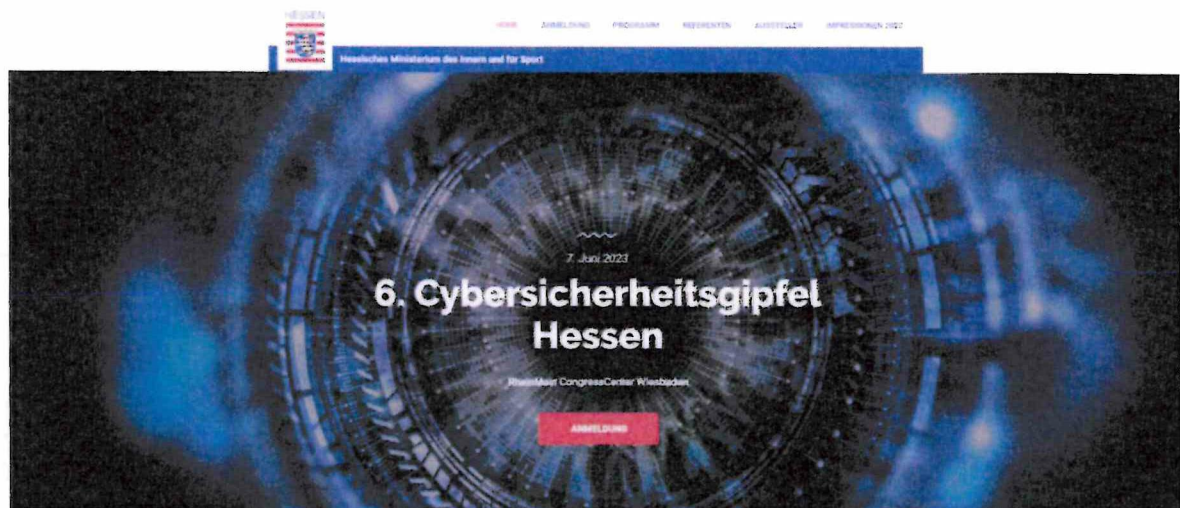 HESSEN
HOME ANMELDUNG PROGRAMM REFERENTEN AUSSTELLER IMPRESSIONEN 2022
Hessisches Ministerium des Innern und für Sport
7. Juni 2023
6. Cybersicherheitsgipfel
Hessen
RheinMain CongressCenter Wiesbaden
ANMELDUNG